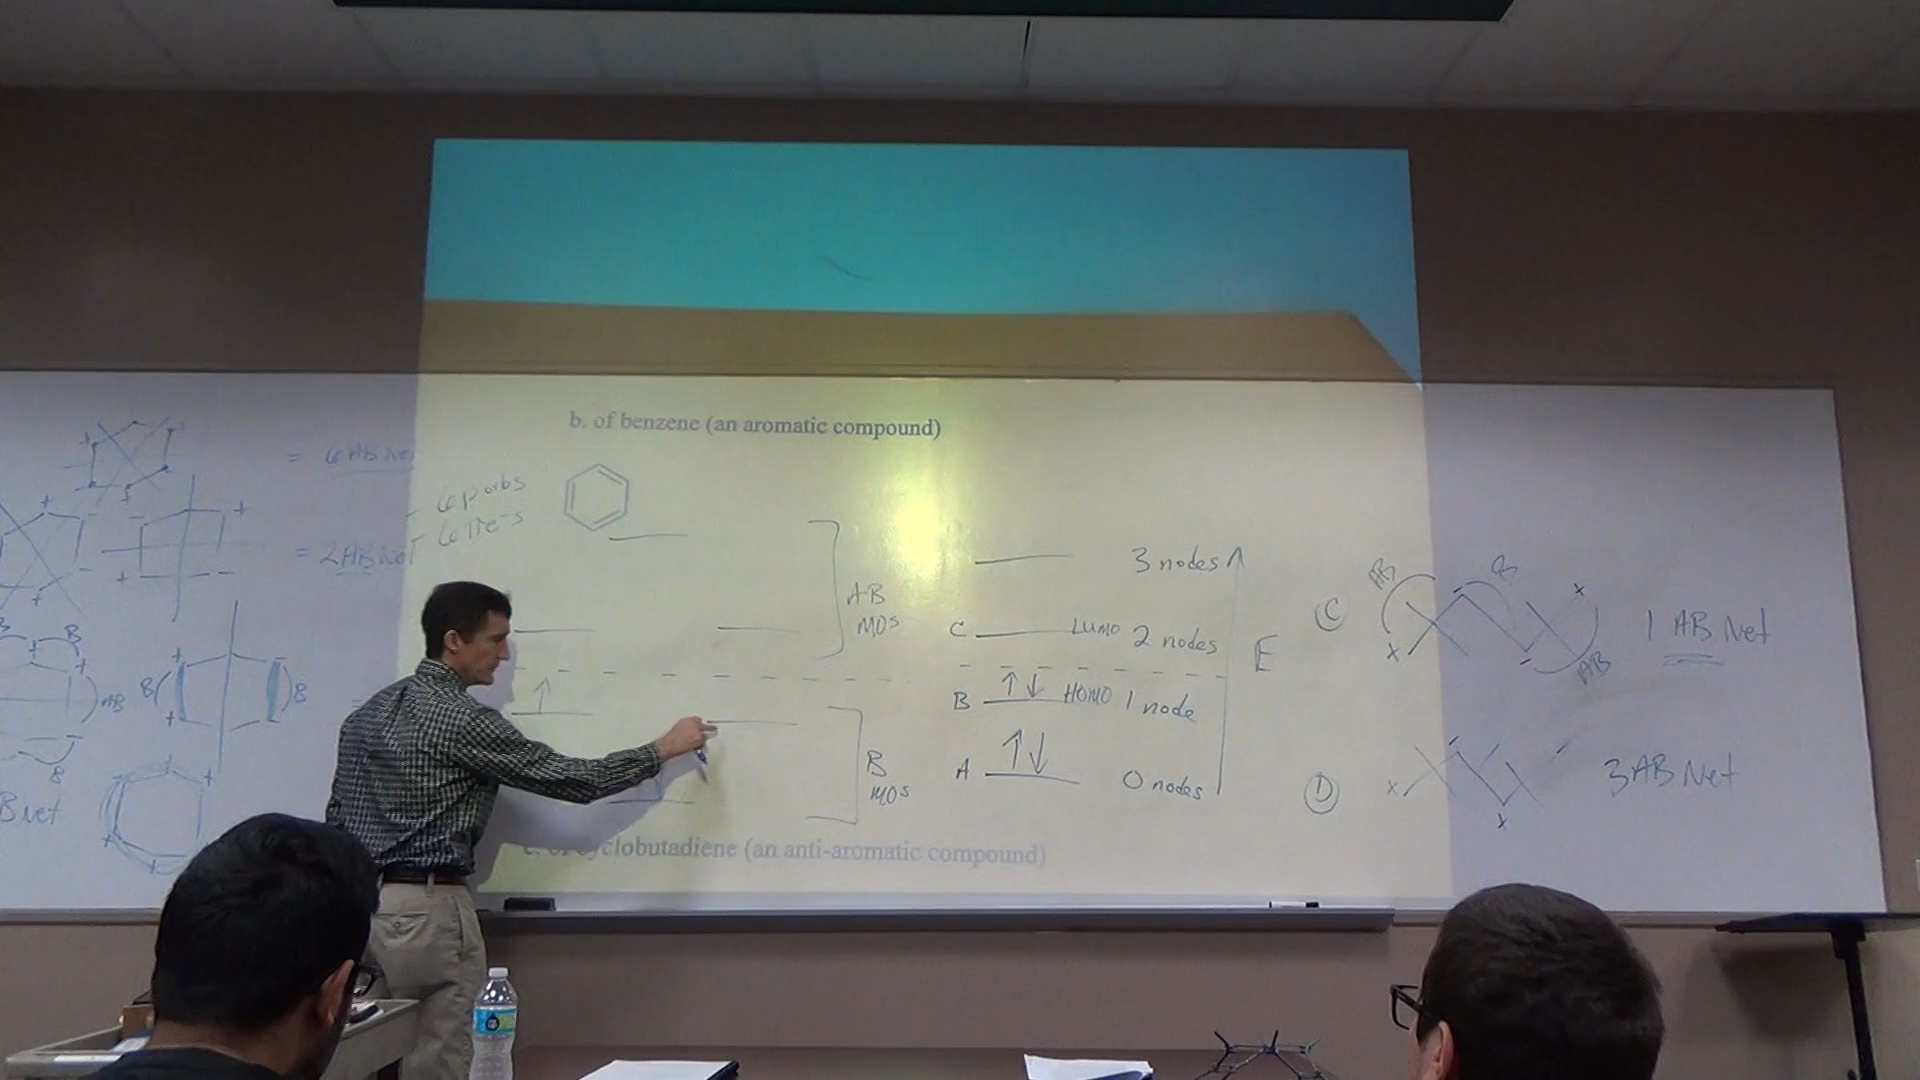 b. of benzene (an aromatic compound)
= 6 AB Net
- 6 p orbs
- 6 πe-s
= 2 AB Net
AB
MOs
B
MOs
B
B
AB
B
B Net
B
B
3 nodes
C LUMO 2 nodes
B ↑↓ HOMO 1 node
A ↑↓ 0 nodes
E
C AB B AB 1 AB Net
D 3 AB Net
cyclobutadiene (an anti-aromatic compound)